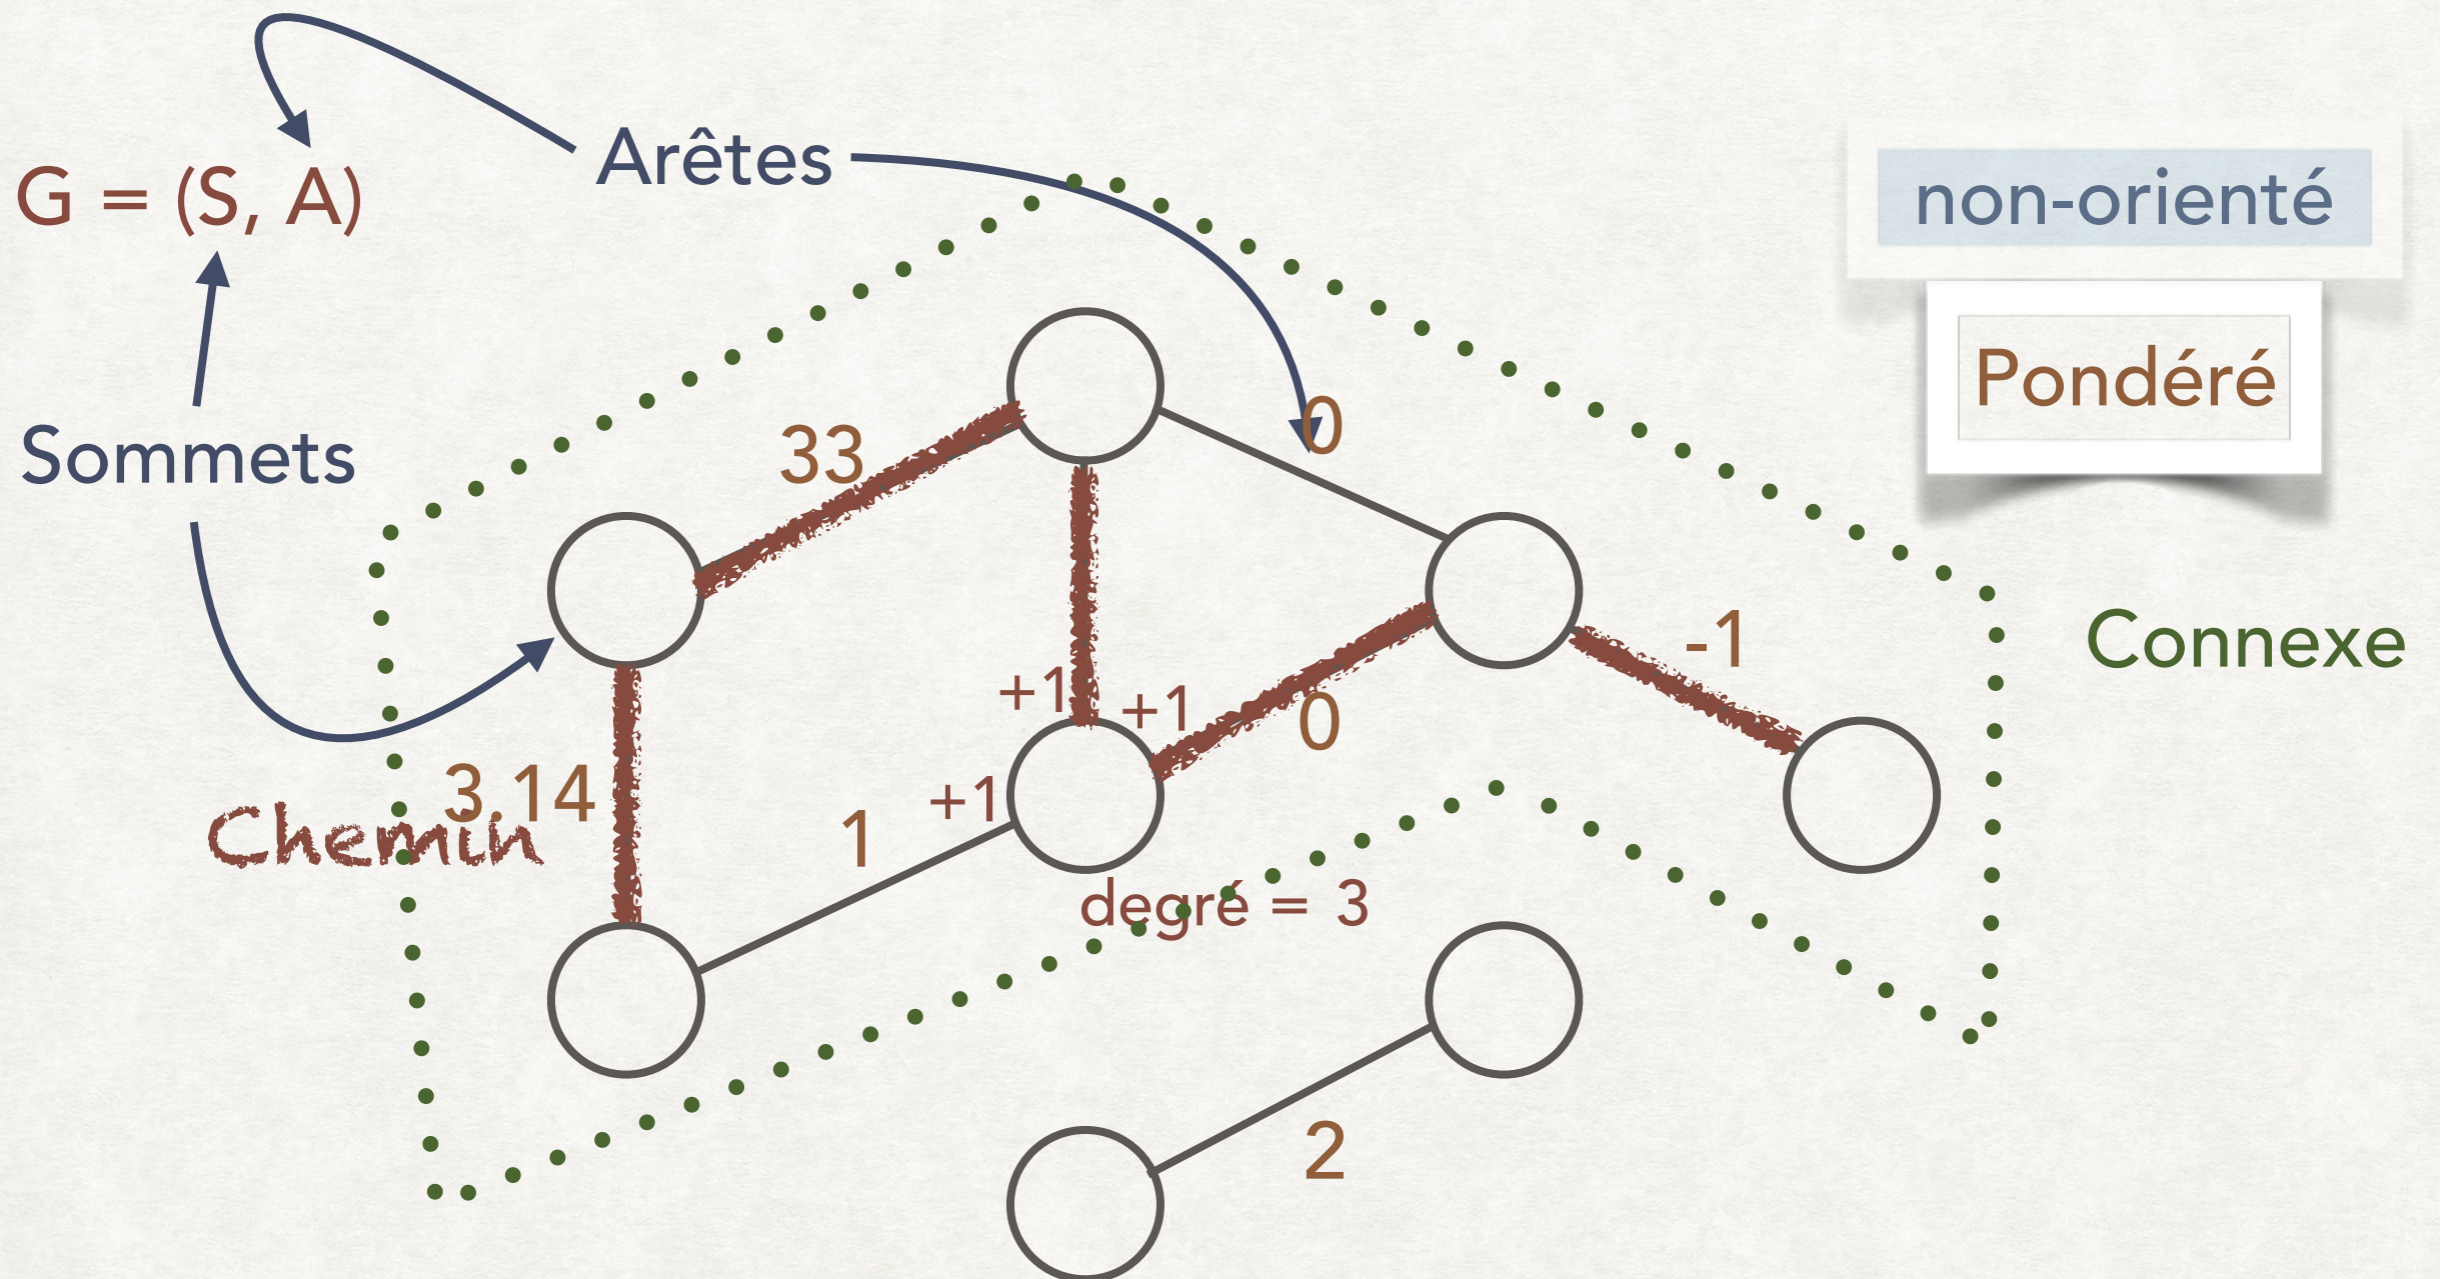 Arêtes
G = (S, A)
non-orienté
Pondéré
Sommets
33
0
Connexe
-1
+1
+1
0
3.14
Chemin
1
+1
degré = 3
2